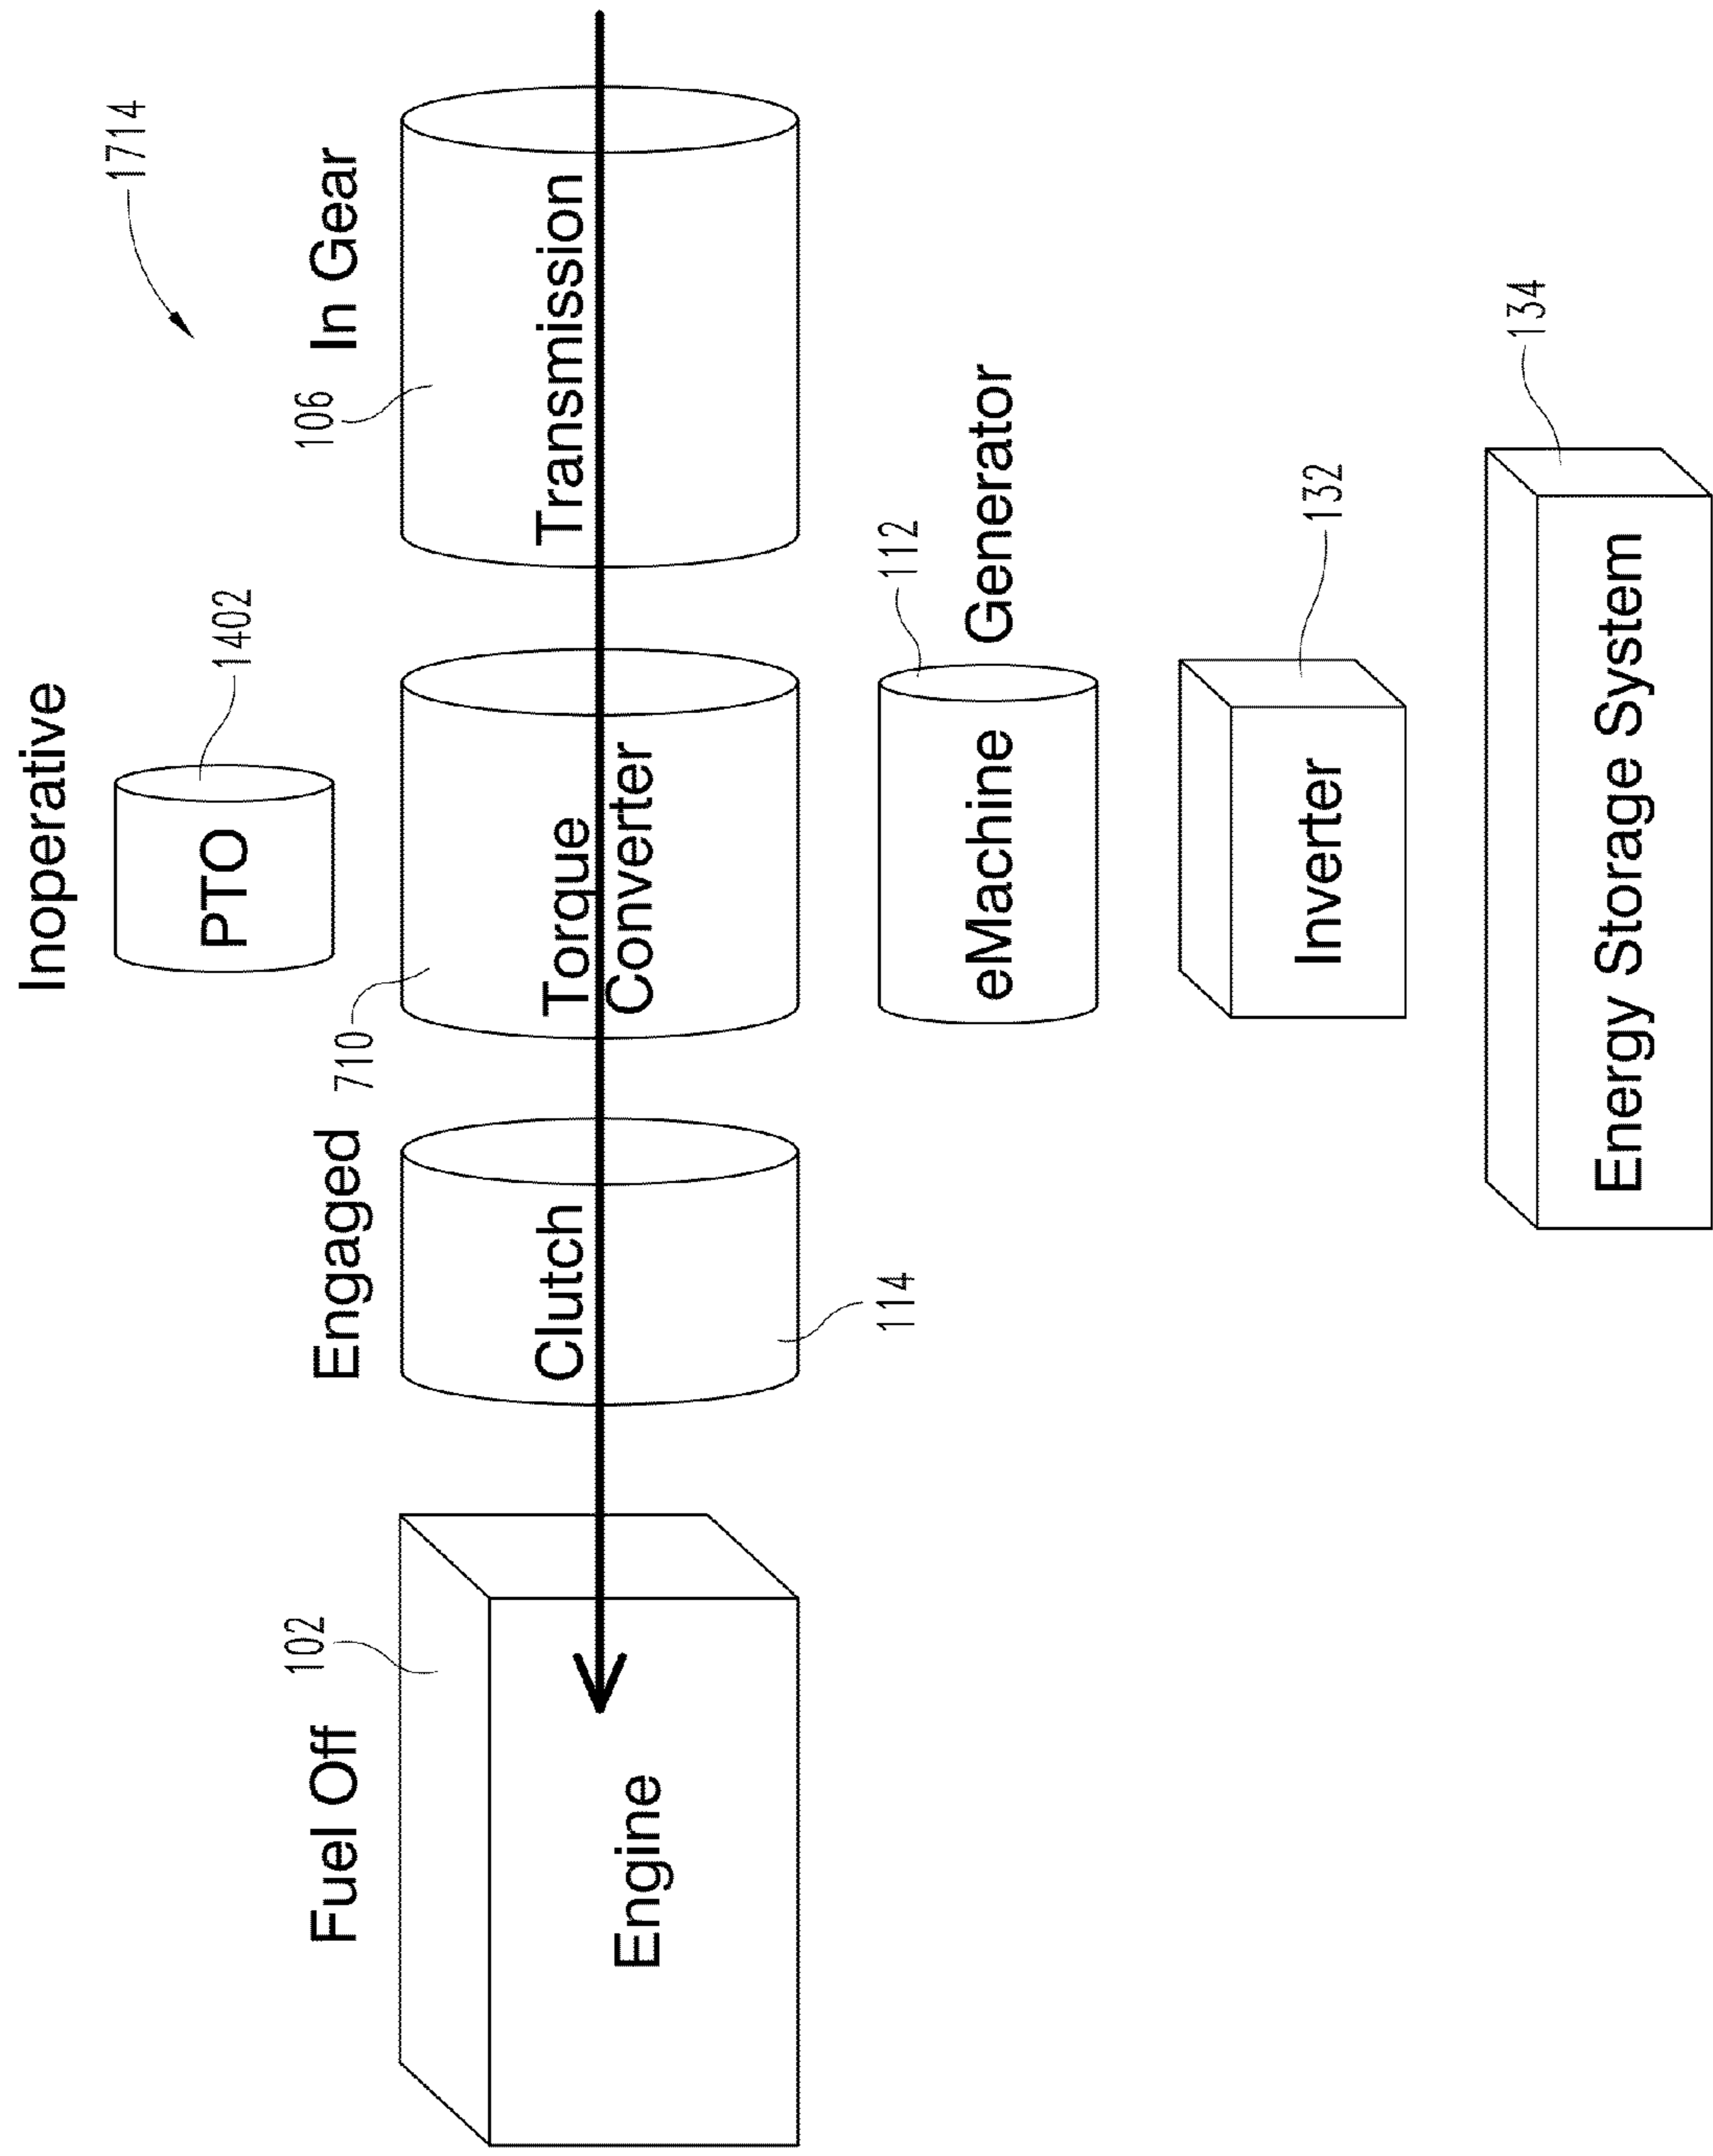 1714
Inoperative
PTO
1402
Fuel Off
102
Engaged
710
106
In Gear
Engine
Clutch
114
Torque
Converter
Transmission
eMachine
112
Generator
Inverter
132
Energy Storage System
134